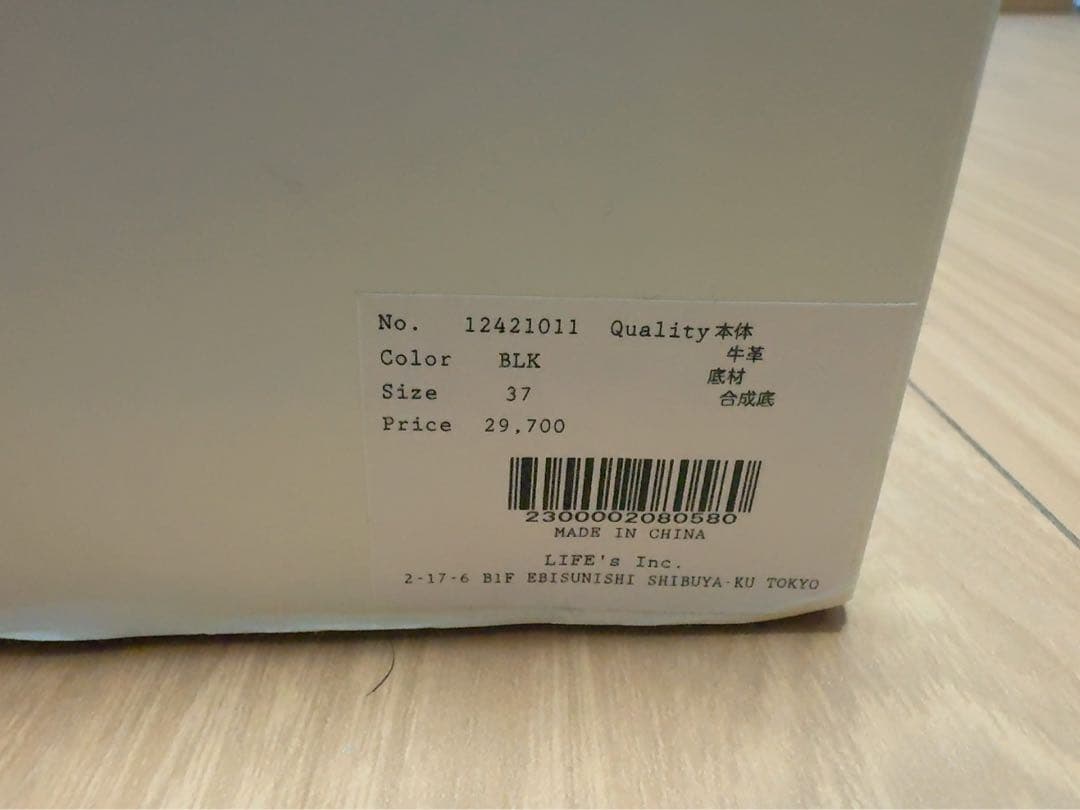 No. 12421011 Quality 本体
Color BLK 牛革
底材
Size 37 合成底
Price 29,700
2300002080580
MADE IN CHINA
LIFE's Inc.
2-17-6 B1F EBISUNISHI SHIBUYA-KU TOKYO